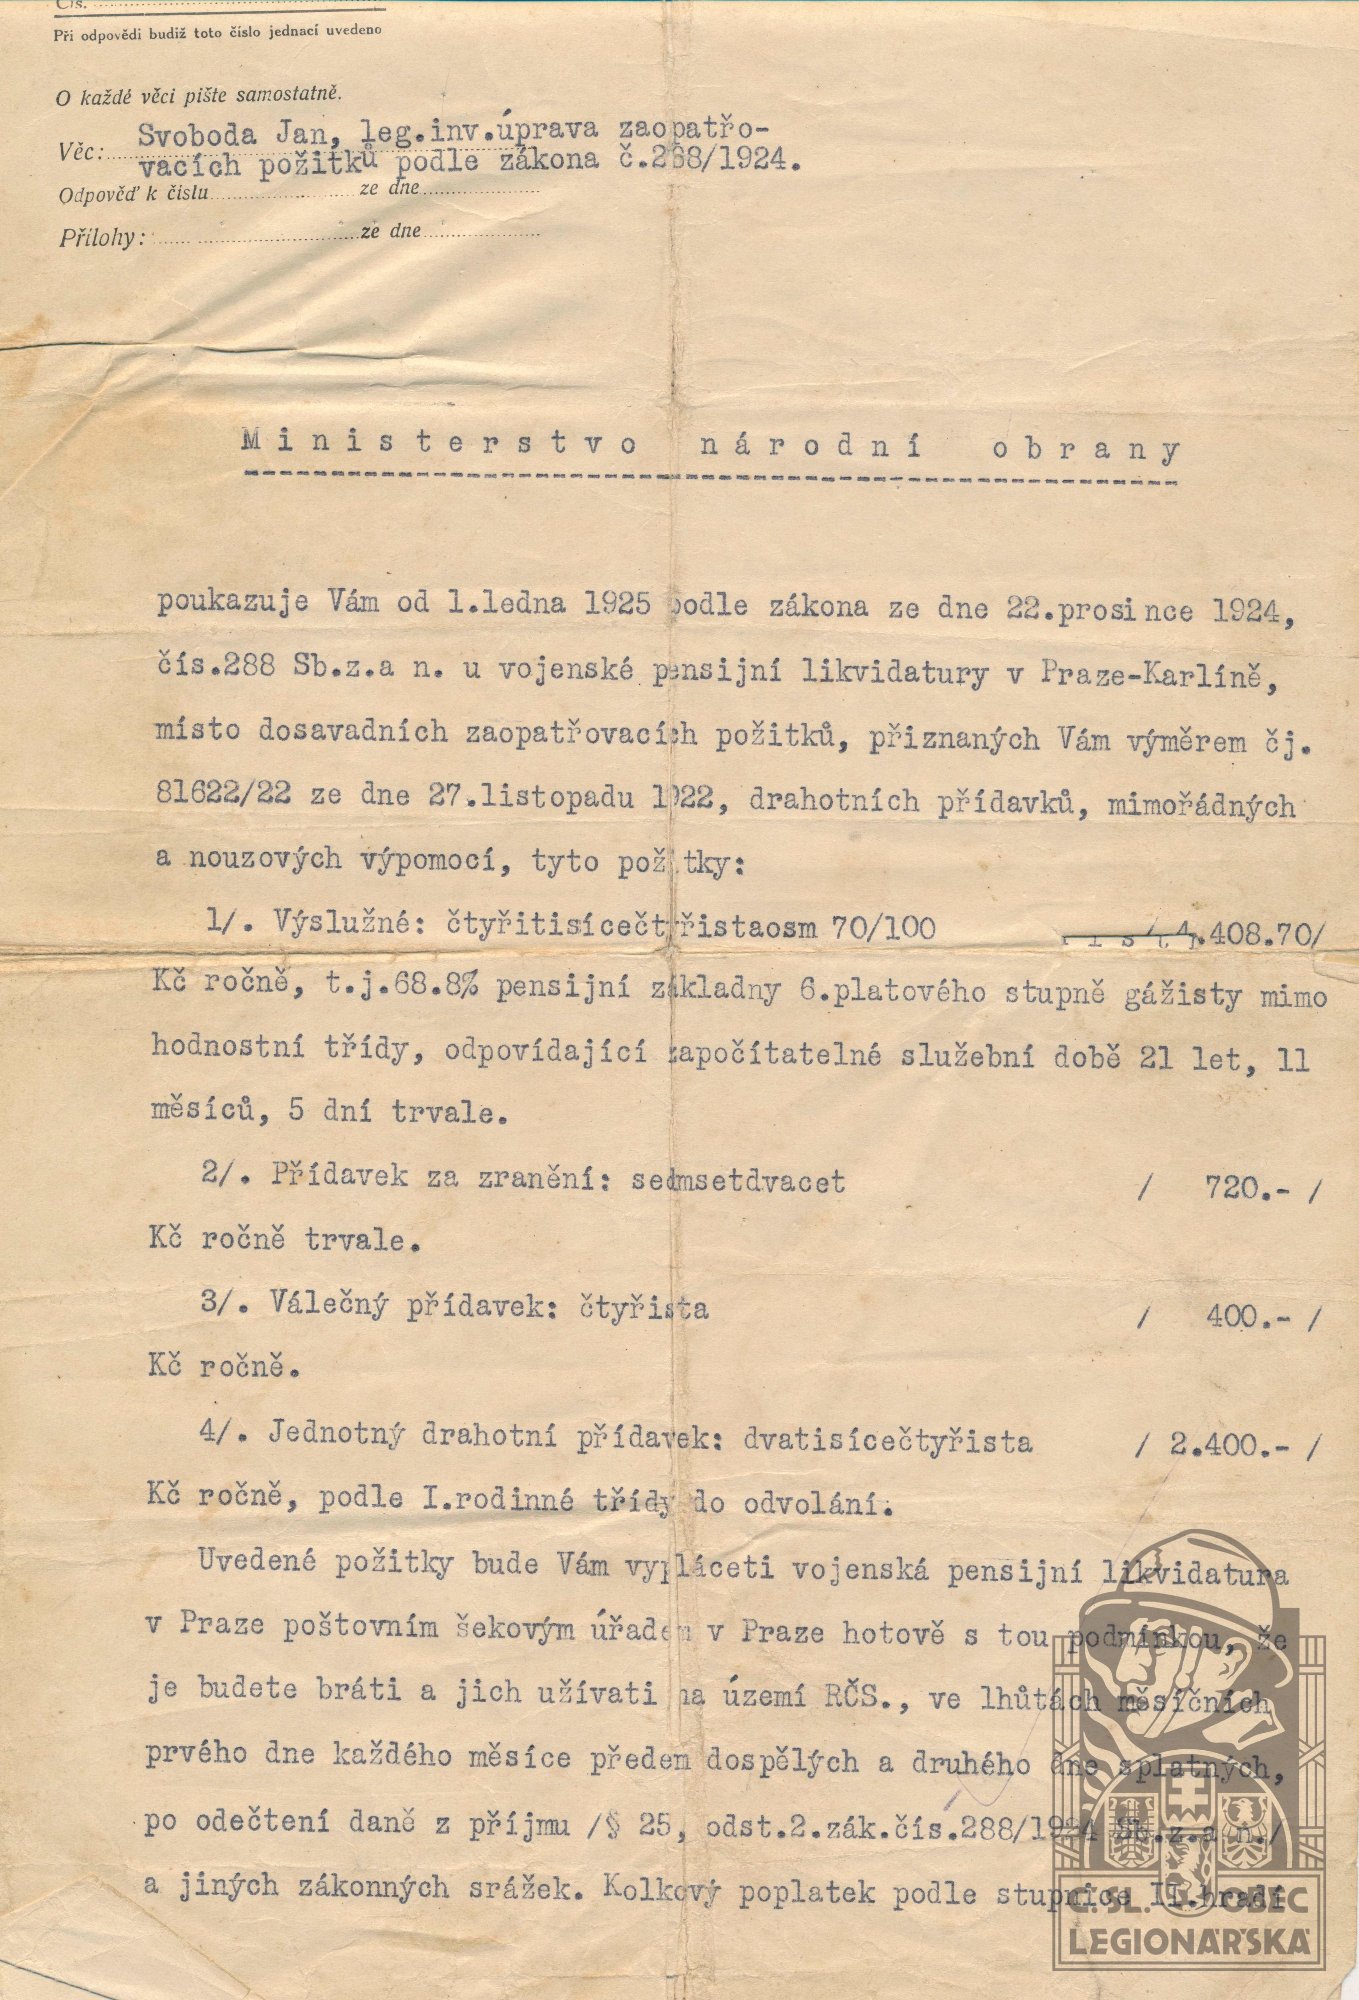 Čís.
Při odpovědi budiž toto číslo jednací uvedeno
O každé věci pište samostatně.
Věc: Svoboda Jan, leg.inv.úprava zaopatřo-
vacích požitků podle zákona č.288/1924.
Odpověď k číslu ze dne
Přílohy: ze dne
Ministerstvo národní obrany
poukazuje Vám od 1.ledna 1925 podle zákona ze dne 22.prosince 1924,
čís.288 Sb.z.a n. u vojenské pensijní likvidatury v Praze-Karlíně,
místo dosavadních zaopatřovacích požitků, přiznaných Vám výměrem čj.
81622/22 ze dne 27.listopadu 1922, drahotních přídavků, mimořádných
a nouzových výpomocí, tyto požitky:
1/. Výslužné: čtyřitisícečtyřistaosm 70/100 4.408.70/
Kč ročně, t.j.68.8% pensijní základny 6.platového stupně gážisty mimo
hodnostní třídy, odpovídající započítatelné služební době 21 let, 11
měsíců, 5 dní trvale.
2/. Přídavek za zranění: sedmsetdvacet / 720.- /
Kč ročně trvale.
3/. Válečný přídavek: čtyřista / 400.- /
Kč ročně.
4/. Jednotný drahotní přídavek: dvatisícečtyřista / 2.400.- /
Kč ročně, podle I.rodinné třídy do odvolání.
Uvedené požitky bude Vám vypláceti vojenská pensijní likvidatura
v Praze poštovním šekovým úřadem v Praze hotově s tou podmínkou, že
je budete bráti a jich užívati na území RČS., ve lhůtách měsíčních
prvého dne každého měsíce předem dospělých a druhého dne splatných,
po odečtení daně z příjmu /§ 25, odst.2.zák.čís.288/1924 Sb.z.a n./
a jiných zákonných srážek. Kolkový poplatek podle stupnice II.hradí
Č.SL. OBEC
LEGIONÁŘSKÁ